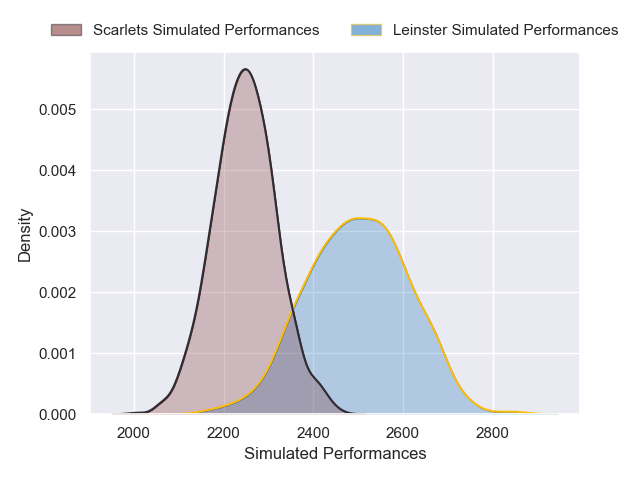 Scarlets Simulated Performances Leinster Simulated Performances
0.005
0.004
0.003
0.002
0.001
0.000
Density
2000 2200 2400 2600 2800
Simulated Performances